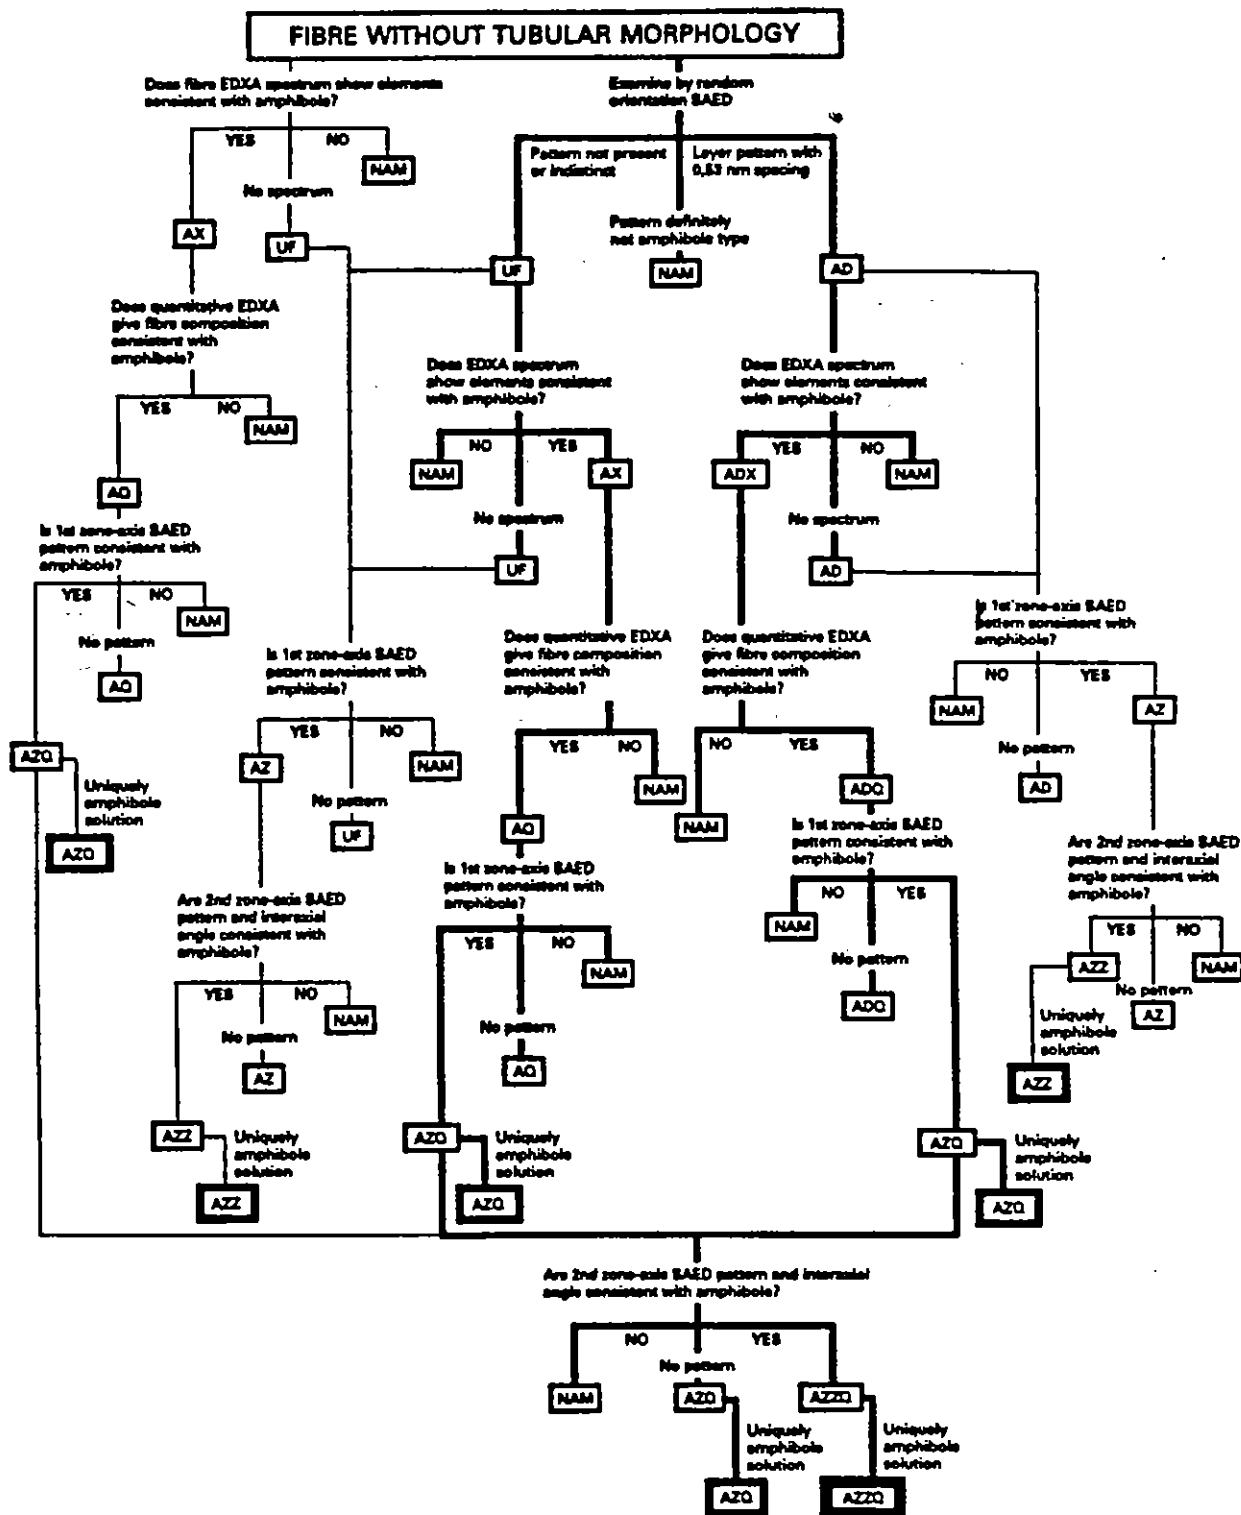 FIBRE WITHOUT TUBULAR MORPHOLOGY
Does fibre EDXA spectrum show elements
consistent with amphibole?
Examine by random
orientation SAED
YES
NO
NAM
No spectrum
AX
UF
Pattern not present
or indistinct
Layer pattern with
0,53 nm spacing
Pattern definitely
not amphibole type
UF
NAM
AD
Does quantitative EDXA
give fibre composition
consistent with
amphibole?
YES
NO
NAM
AQ
Does EDXA spectrum
show elements consistent
with amphibole?
NO
YES
NAM
AX
No spectrum
UF
Does EDXA spectrum
show elements consistent
with amphibole?
YES
NO
ADX
NAM
No spectrum
AD
Is 1st zone-axis SAED
pattern consistent with
amphibole?
YES
NO
NAM
No pattern
AQ
AZQ
Uniquely
amphibole
solution
AZQ
Is 1st zone-axis SAED
pattern consistent with
amphibole?
YES
NO
AZ
NAM
No pattern
UF
Are 2nd zone-axis SAED
pattern and interaxial
angle consistent with
amphibole?
YES
NO
NAM
No pattern
AZ
AZZ
Uniquely
amphibole
solution
AZZ
Does quantitative EDXA
give fibre composition
consistent with
amphibole?
YES
NO
NAM
AQ
Is 1st zone-axis SAED
pattern consistent with
amphibole?
YES
NO
NAM
No pattern
AQ
AZQ
Uniquely
amphibole
solution
AZQ
Does quantitative EDXA
give fibre composition
consistent with
amphibole?
NO
YES
NAM
ADQ
Is 1st zone-axis SAED
pattern consistent with
amphibole?
NO
YES
NAM
No pattern
ADQ
AZQ
Uniquely
amphibole
solution
AZQ
Is 1st zone-axis SAED
pattern consistent with
amphibole?
NO
YES
NAM
AZ
No pattern
AD
Are 2nd zone-axis SAED
pattern and interaxial
angle consistent with
amphibole?
YES
NO
AZZ
NAM
No pattern
AZ
Uniquely
amphibole
solution
AZZ
Are 2nd zone-axis SAED pattern and interaxial
angle consistent with amphibole?
NO
YES
No pattern
NAM
AZQ
AZZQ
Uniquely
amphibole
solution
Uniquely
amphibole
solution
AZQ
AZZQ